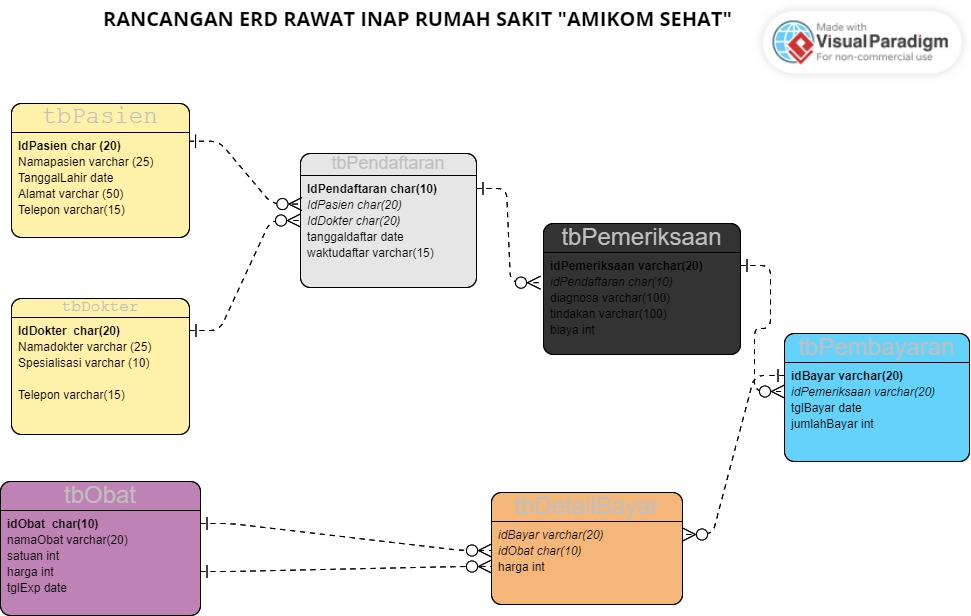 RANCANGAN ERD RAWAT INAP RUMAH SAKIT "AMIKOM SEHAT"
Made with
Visual Paradigm
For non-commercial use
tbPasien
IdPasien char (20)
Namapasien varchar (25)
TanggalLahir date
Alamat varchar (50)
Telepon varchar(15)
tbPendaftaran
IdPendaftaran char(10)
IdPasien char(20)
IdDokter char(20)
tanggaldaftar date
waktudaftar varchar(15)
tbPemeriksaan
idPemeriksaan varchar(20)
idPendaftaran char(10)
diagnosa varchar(100)
tindakan varchar(100)
biaya int
tbDokter
IdDokter  char(20)
Namadokter varchar (25)
Spesialisasi varchar (10)
Telepon varchar(15)
tbPembayaran
idBayar varchar(20)
idPemeriksaan varchar(20)
tglBayar date
jumlahBayar int
tbObat
idObat  char(10)
namaObat varchar(20)
satuan int
harga int
tglExp date
tbDetailBayar
idBayar varchar(20)
idObat char(10)
harga int